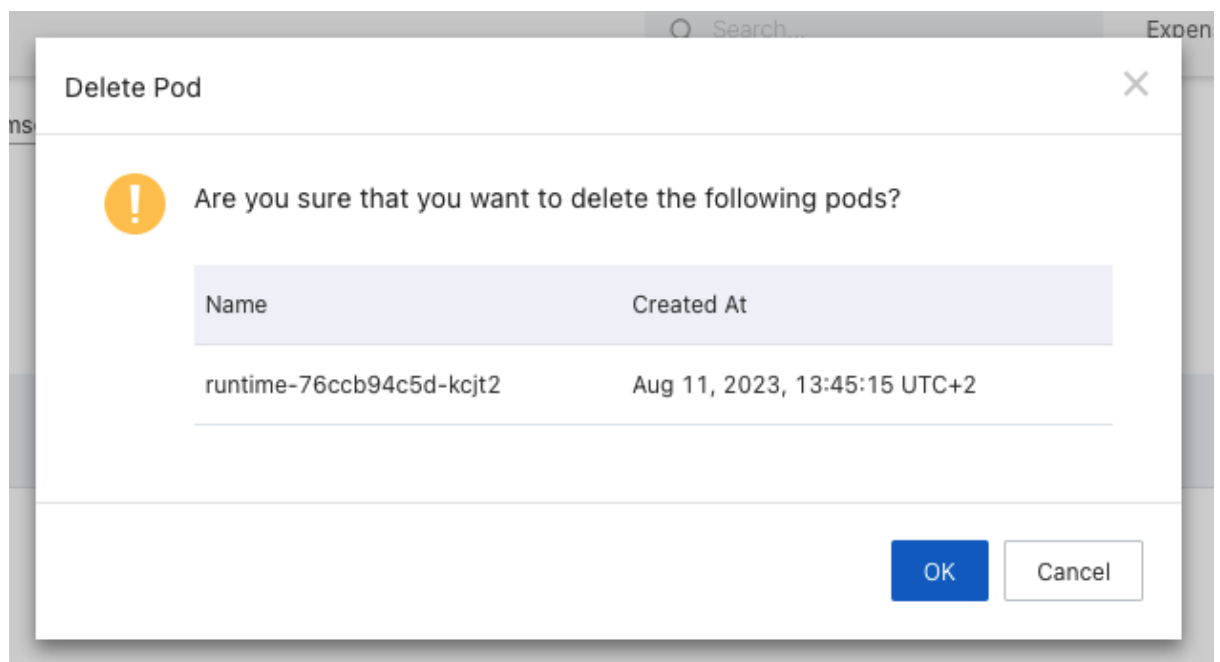 Search...
Expen
Delete Pod
Are you sure that you want to delete the following pods?
Name Created At
runtime-76ccb94c5d-kcjt2 Aug 11, 2023, 13:45:15 UTC+2
OK Cancel